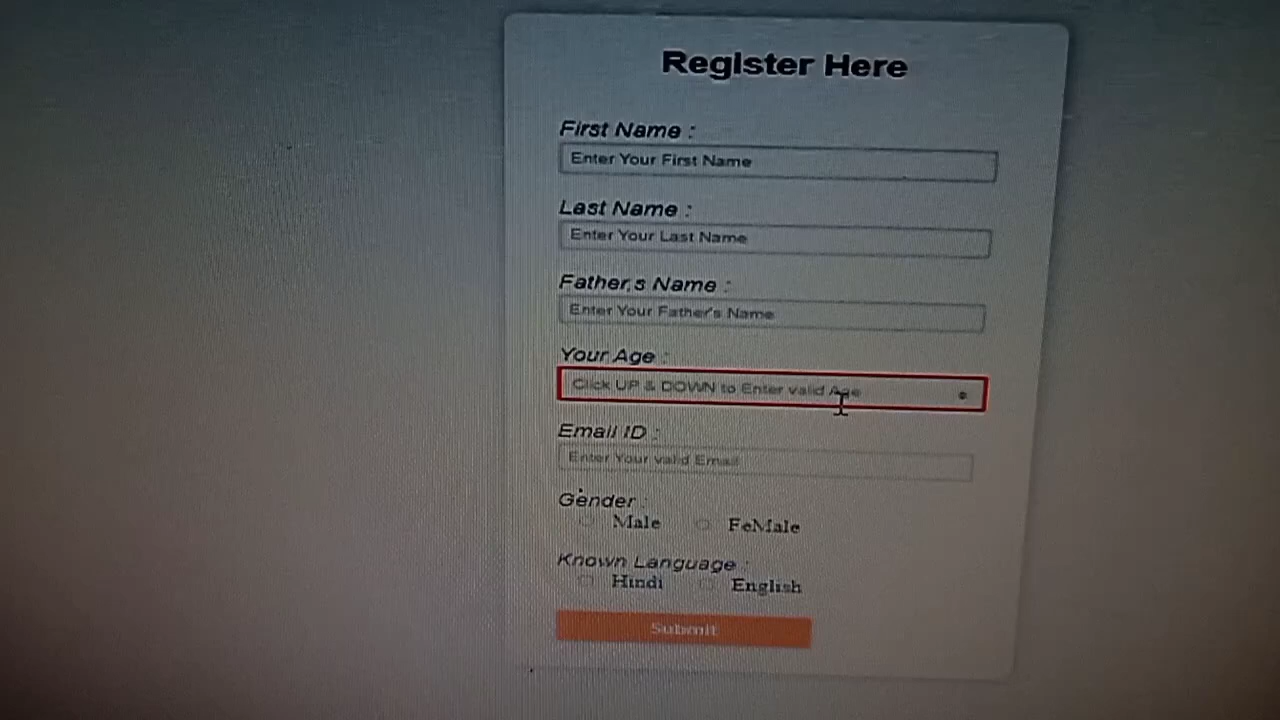 Register Here
First Name :
Enter Your First Name
Last Name :
Enter Your Last Name
Father,s Name :
Enter Your Father's Name
Your Age :
Click UP & DOWN to Enter valid Age
Email ID :
Enter Your valid Email
Gender :
Male FeMale
Known Language :
Hindi English
Submit